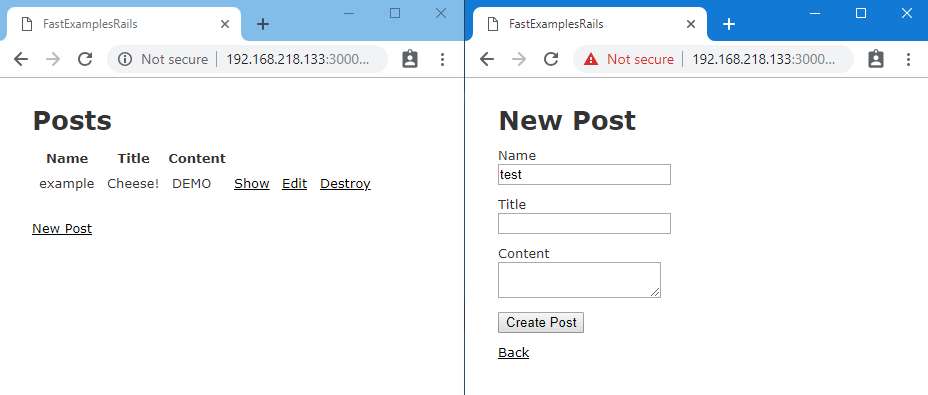 FastExamplesRails
Not secure 192.168.218.133:3000...
Posts
Name Title Content
example Cheese! DEMO Show Edit Destroy
New Post
FastExamplesRails
Not secure 192.168.218.133:3000...
New Post
Name
test
Title
Content
Create Post
Back